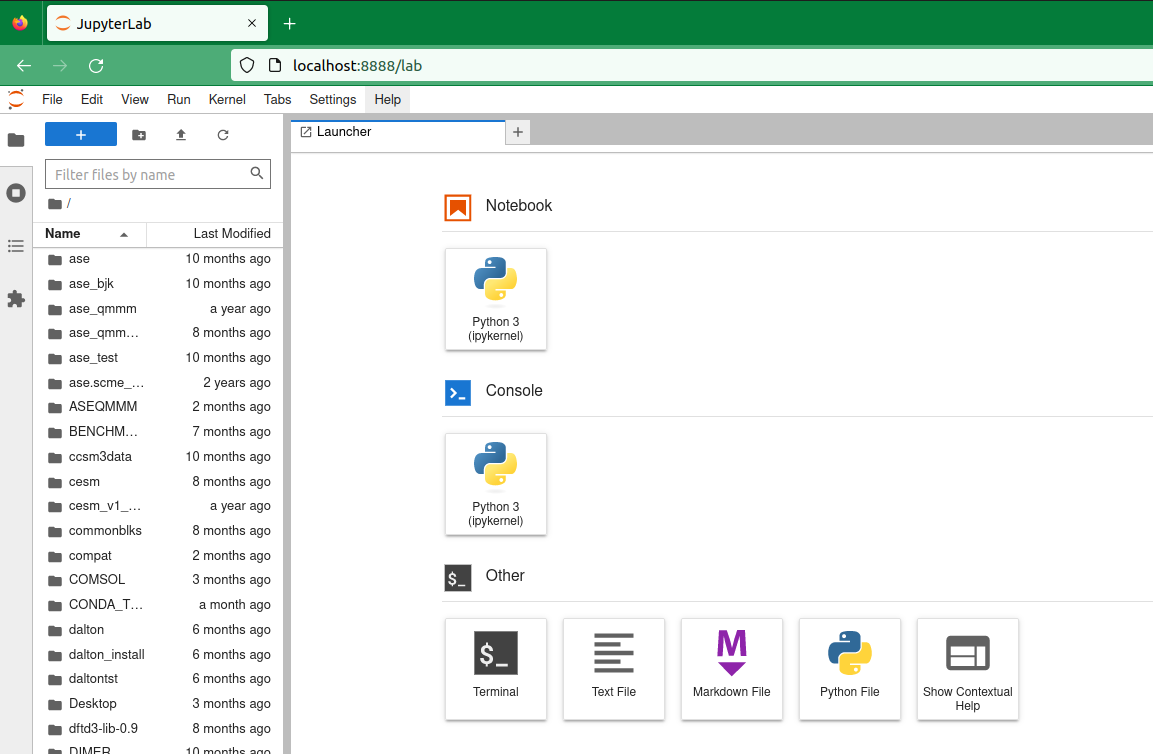 JupyterLab
localhost:8888/lab
File Edit View Run Kernel Tabs Settings Help
Launcher
Filter files by name
/
Name Last Modified
ase 10 months ago
ase_bjk 10 months ago
ase_qmmm a year ago
ase_qmm… 8 months ago
ase_test 10 months ago
ase.scme_… 2 years ago
ASEQMMM 2 months ago
BENCHM… 7 months ago
ccsm3data 10 months ago
cesm 8 months ago
cesm_v1_… a year ago
commonblks 8 months ago
compat 2 months ago
COMSOL 3 months ago
CONDA_T… a month ago
dalton 6 months ago
dalton_install 6 months ago
daltontst 6 months ago
Desktop 3 months ago
dftd3-lib-0.9 8 months ago
DIMER 10 months ago
Notebook
Python 3
(ipykernel)
Console
Python 3
(ipykernel)
$_ Other
$_
Terminal
Text File
M
Markdown File
Python File
Show Contextual
Help